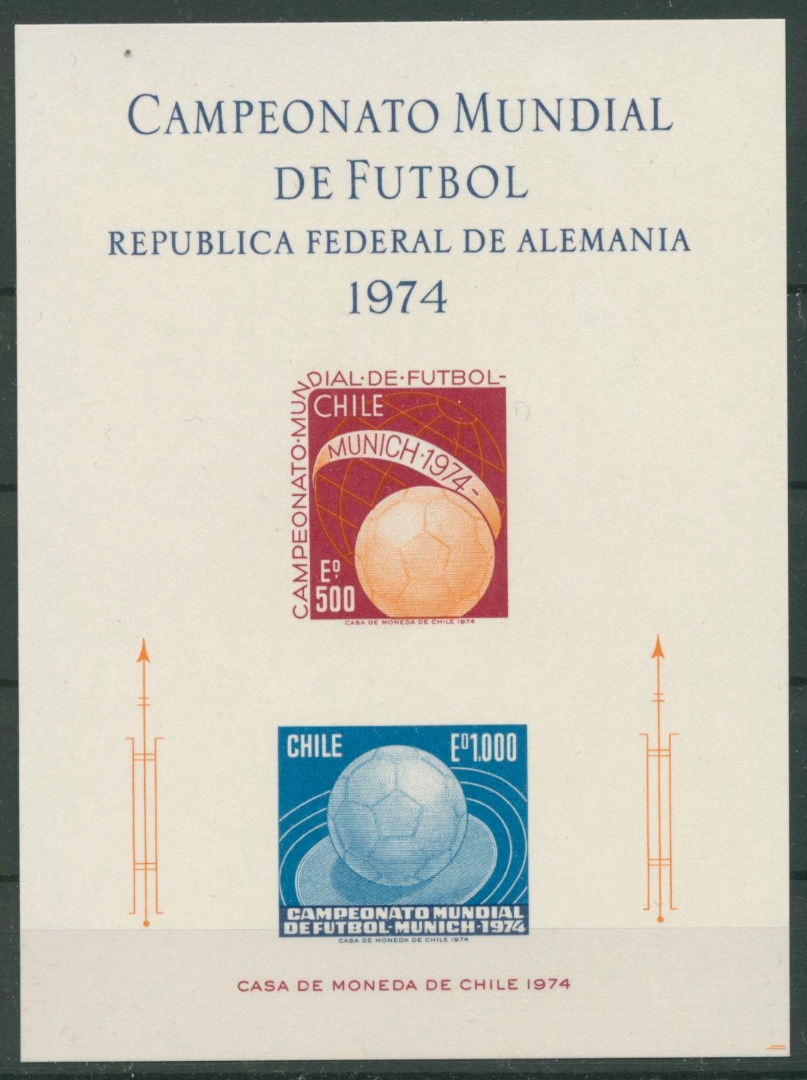 CAMPEONATO MUNDIAL
DE FUTBOL
REPUBLICA FEDERAL DE ALEMANIA
1974
CAMPEONATO·MUNDIAL·DE·FUTBOL-
CHILE
MUNICH·1974-
Eº
500
CASA DE MONEDA DE CHILE 1974
CHILE
Eº1.000
CAMPEONATO MUNDIAL
DE FUTBOL·MUNICH·1974
CASA DE MONEDA DE CHILE 1974
CASA DE MONEDA DE CHILE 1974